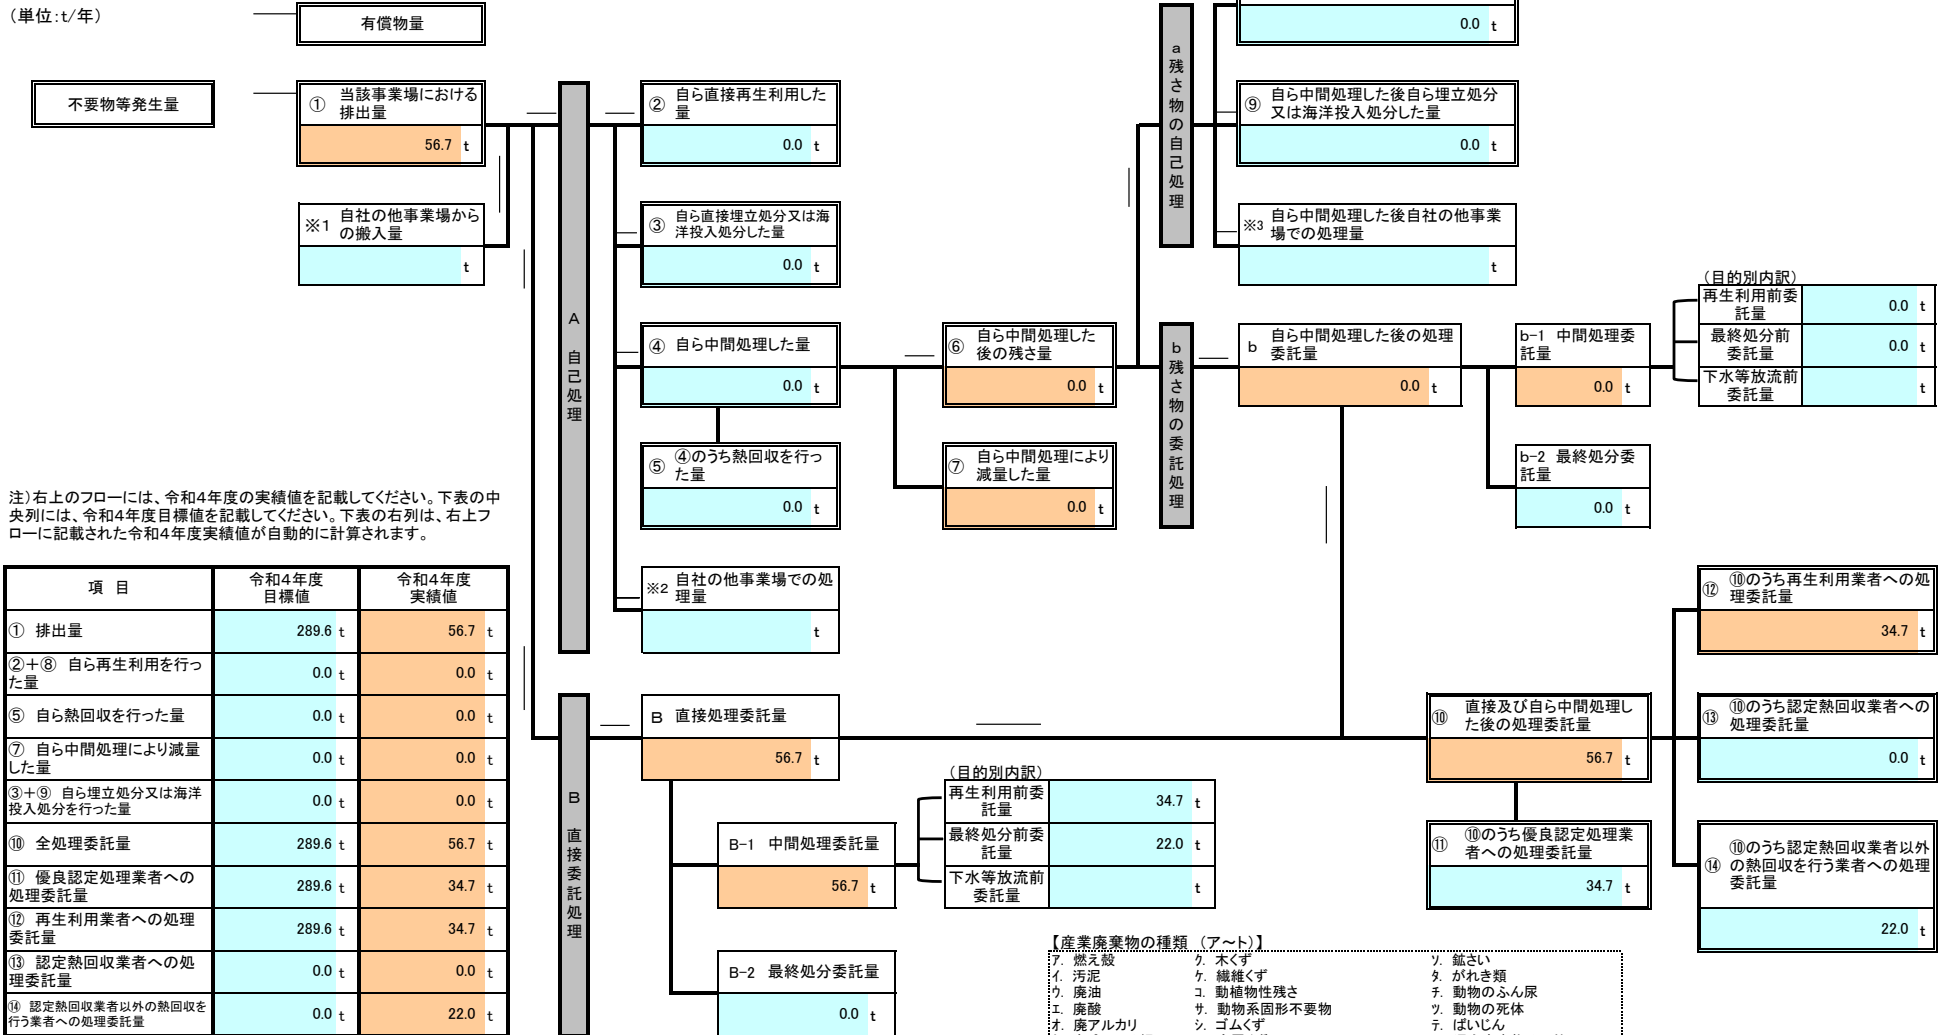 （単位:t/年）
有償物量
不要物等発生量
① 当該事業場における
排出量
56.7 t
※1 自社の他事業場から
の搬入量
t
A 自己処理
② 自ら直接再生利用した
量
0.0 t
③ 自ら直接埋立処分又は海
洋投入処分した量
0.0 t
④ 自ら中間処理した量
0.0 t
⑤ ④のうち熱回収を行っ
た量
0.0 t
※2 自社の他事業場での処
理量
t
⑥ 自ら中間処理した
後の残さ量
0.0 t
⑦ 自ら中間処理により
減量した量
0.0 t
a 残さ物の自己処理
0.0 t
⑨ 自ら中間処理した後自ら埋立処分
又は海洋投入処分した量
0.0 t
※3 自ら中間処理した後自社の他事業
場での処理量
t
b 残さ物の委託処理
b 自ら中間処理した後の処理
委託量
0.0 t
b-1 中間処理委
託量
0.0 t
b-2 最終処分委
託量
0.0 t
（目的別内訳）
再生利用前委
託量
0.0 t
最終処分前
委託量
0.0 t
下水等放流前
委託量
t
注）右上のフローには、令和4年度の実績値を記載してください。下表の中
央列には、令和4年度目標値を記載してください。下表の右列は、右上フ
ローに記載された令和4年度実績値が自動的に計算されます。
項 目 令和4年度
目標値 令和4年度
実績値
① 排出量 289.6 t 56.7 t
②＋⑧ 自ら再生利用を行っ
た量 0.0 t 0.0 t
⑤ 自ら熱回収を行った量 0.0 t 0.0 t
⑦ 自ら中間処理により減量
した量 0.0 t 0.0 t
③＋⑨ 自ら埋立処分又は海洋
投入処分を行った量 0.0 t 0.0 t
⑩ 全処理委託量 289.6 t 56.7 t
⑪ 優良認定処理業者への
処理委託量 289.6 t 34.7 t
⑫ 再生利用業者への処理
委託量 289.6 t 34.7 t
⑬ 認定熱回収業者への処
理委託量 0.0 t 0.0 t
⑭ 認定熱回収業者以外の熱回収を
行う業者への処理委託量 0.0 t 22.0 t
B 直接委託処理
B 直接処理委託量
56.7 t
B-1 中間処理委託量
56.7 t
B-2 最終処分委託量
0.0 t
（目的別内訳）
再生利用前委
託量
34.7 t
最終処分前委
託量
22.0 t
下水等放流前
委託量
t
⑩ 直接及び自ら中間処理し
た後の処理委託量
56.7 t
⑪ ⑩のうち優良認定処理業
者への処理委託量
34.7 t
⑫ ⑩のうち再生利用業者への処
理委託量
34.7 t
⑬ ⑩のうち認定熱回収業者への
処理委託量
0.0 t
⑭ ⑩のうち認定熱回収業者以外
の熱回収を行う業者への処理
委託量
22.0 t
【産業廃棄物の種類 （ア～ト）】
ア. 燃え殻 ク. 木くず ソ. 鉱さい
イ. 汚泥 ケ. 繊維くず タ. がれき類
ウ. 廃油 コ. 動植物性残さ チ. 動物のふん尿
エ. 廃酸 サ. 動物系固形不要物 ツ. 動物の死体
オ. 廃アルカリ シ. ゴムくず テ. ばいじん